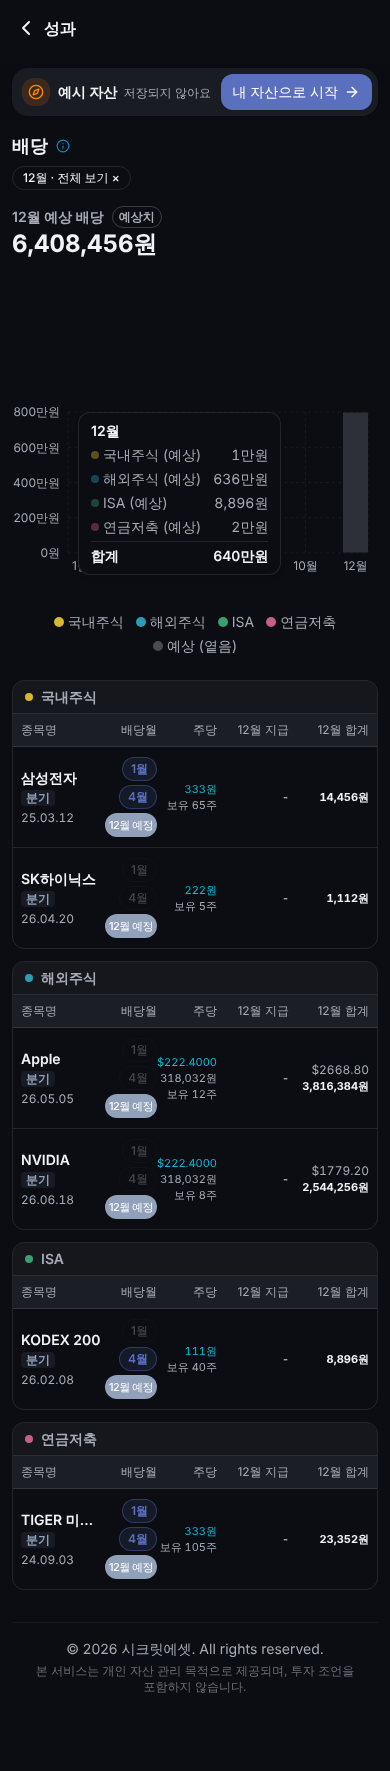 성과
예시 자산 저장되지 않아요 내 자산으로 시작 →
배당
12월 · 전체 보기 ×
12월 예상 배당 예상치
6,408,456원
800만원
600만원
400만원
200만원
0원
12월
국내주식 (예상) 1만원
해외주식 (예상) 636만원
ISA (예상) 8,896원
연금저축 (예상) 2만원
합계 640만원
10월 12월
국내주식 해외주식 ISA 연금저축
예상 (옅음)
국내주식
종목명 배당월 주당 12월 지급 12월 합계
삼성전자
분기
25.03.12
1월
4월
12월 예정
333원
보유 65주
-
14,456원
SK하이닉스
분기
26.04.20
1월
4월
12월 예정
222원
보유 5주
-
1,112원
해외주식
종목명 배당월 주당 12월 지급 12월 합계
Apple
분기
26.05.05
1월
4월
12월 예정
$222.4000
318,032원
보유 12주
-
$2668.80
3,816,384원
NVIDIA
분기
26.06.18
1월
4월
12월 예정
$222.4000
318,032원
보유 8주
-
$1779.20
2,544,256원
ISA
종목명 배당월 주당 12월 지급 12월 합계
KODEX 200
분기
26.02.08
1월
4월
12월 예정
111원
보유 40주
-
8,896원
연금저축
종목명 배당월 주당 12월 지급 12월 합계
TIGER 미...
분기
24.09.03
1월
4월
12월 예정
333원
보유 105주
-
23,352원
© 2026 시크릿에셋. All rights reserved.
본 서비스는 개인 자산 관리 목적으로 제공되며, 투자 조언을
포함하지 않습니다.